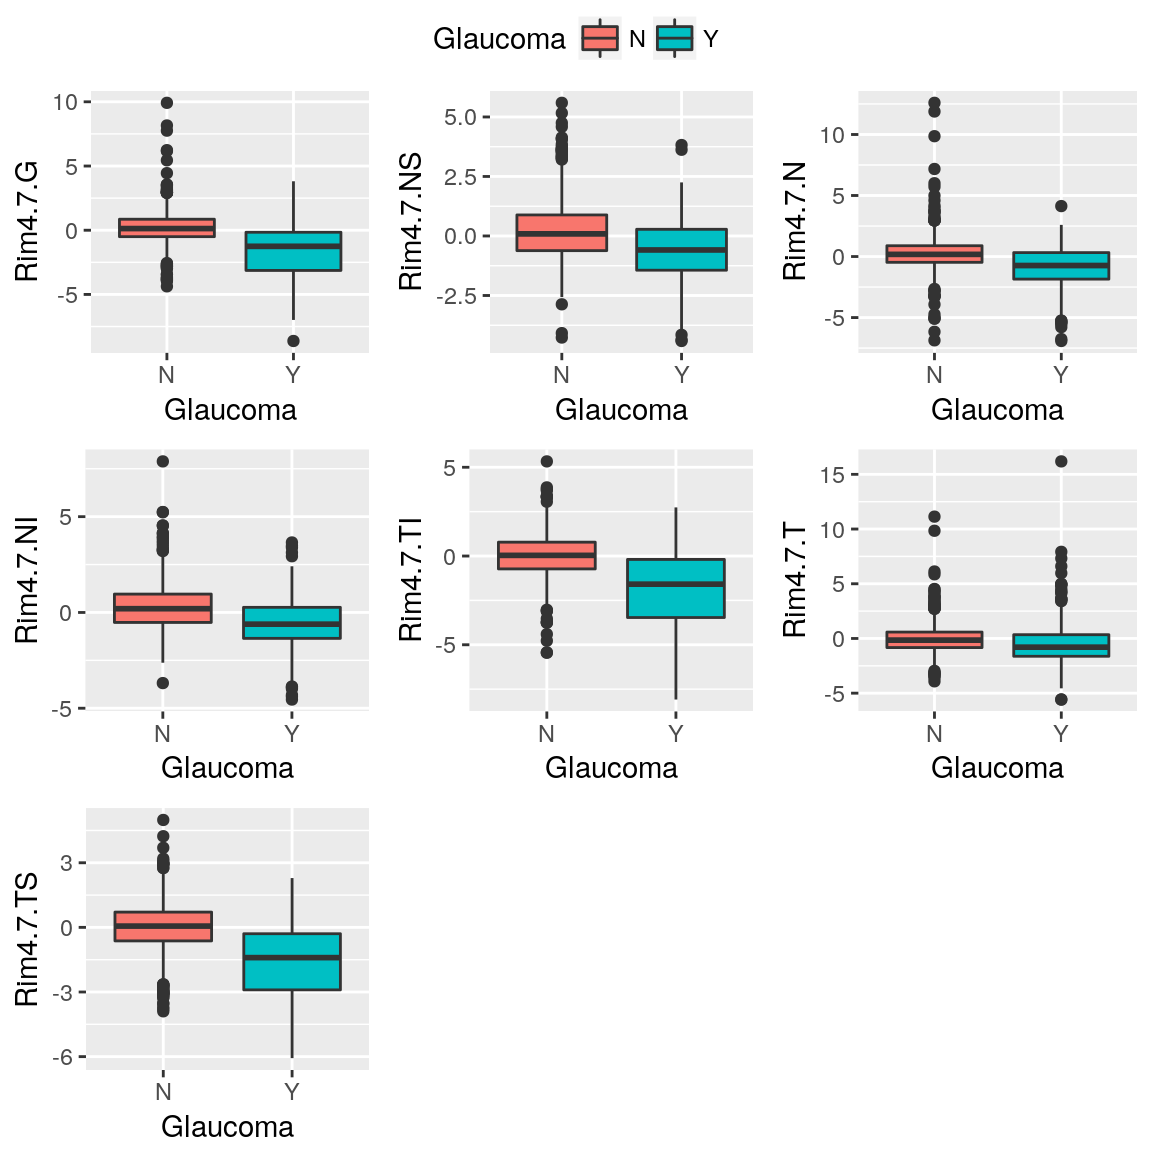 Glaucoma N Y
Rim4.7.G
10
5
0
-5
N Y
Glaucoma
Rim4.7.NS
5.0
2.5
0.0
-2.5
N Y
Glaucoma
Rim4.7.N
10
5
0
-5
N Y
Glaucoma
Rim4.7.NI
5
0
-5
N Y
Glaucoma
Rim4.7.TI
5
0
-5
N Y
Glaucoma
Rim4.7.T
15
10
5
0
-5
N Y
Glaucoma
Rim4.7.TS
3
0
-3
-6
N Y
Glaucoma